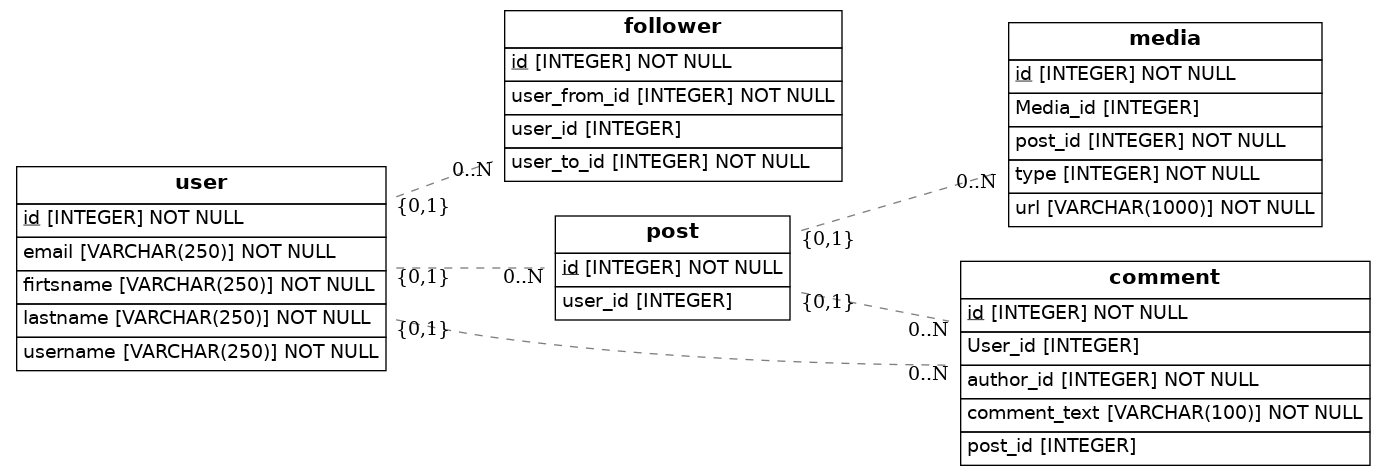 follower
id [INTEGER] NOT NULL
user_from_id [INTEGER] NOT NULL
user_id [INTEGER]
user_to_id [INTEGER] NOT NULL
media
id [INTEGER] NOT NULL
Media_id [INTEGER]
post_id [INTEGER] NOT NULL
type [INTEGER] NOT NULL
url [VARCHAR(1000)] NOT NULL
user
id [INTEGER] NOT NULL
email [VARCHAR(250)] NOT NULL
firtsname [VARCHAR(250)] NOT NULL
lastname [VARCHAR(250)] NOT NULL
username [VARCHAR(250)] NOT NULL
0..N
{0,1}
post
id [INTEGER] NOT NULL
user_id [INTEGER]
0..N
{0,1}
{0,1}
0..N
{0,1}
0..N
{0,1}
0..N
comment
id [INTEGER] NOT NULL
User_id [INTEGER]
author_id [INTEGER] NOT NULL
comment_text [VARCHAR(100)] NOT NULL
post_id [INTEGER]